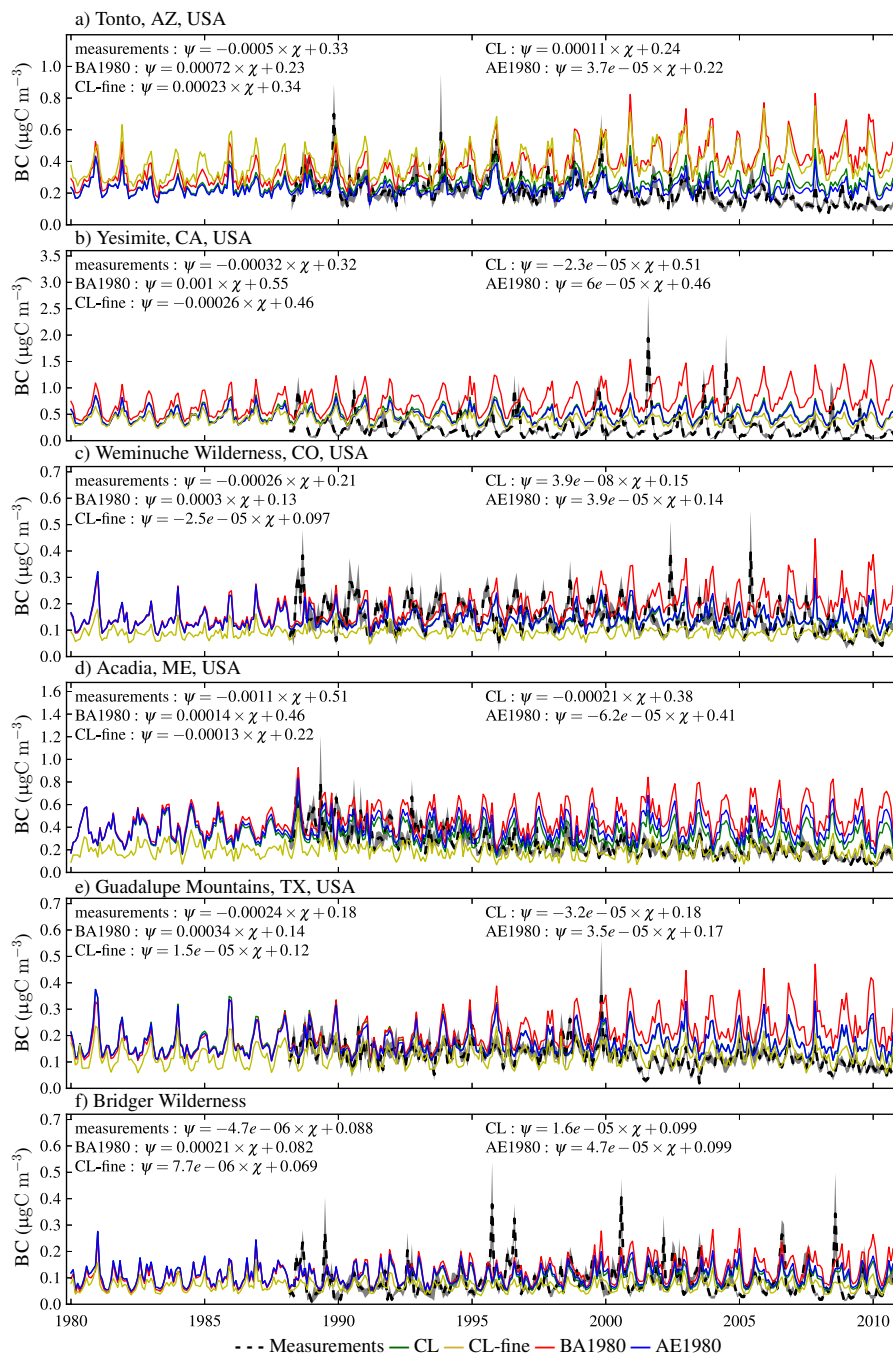 a) Tonto, AZ, USA
measurements : ψ = −0.0005 × χ + 0.33
CL : ψ = 0.00011 × χ + 0.24
BA1980 : ψ = 0.00072 × χ + 0.23
AE1980 : ψ = 3.7e − 05 × χ + 0.22
CL-fine : ψ = 0.00023 × χ + 0.34
BC (μgC m−3)
1.0
0.8
0.6
0.4
0.2
0.0
b) Yesimite, CA, USA
measurements : ψ = −0.00032 × χ + 0.32
CL : ψ = −2.3e − 05 × χ + 0.51
BA1980 : ψ = 0.001 × χ + 0.55
AE1980 : ψ = 6e − 05 × χ + 0.46
CL-fine : ψ = −0.00026 × χ + 0.46
BC (μgC m−3)
3.5
3.0
2.5
2.0
1.5
1.0
0.5
0.0
c) Weminuche Wilderness, CO, USA
measurements : ψ = −0.00026 × χ + 0.21
CL : ψ = 3.9e − 08 × χ + 0.15
BA1980 : ψ = 0.0003 × χ + 0.13
AE1980 : ψ = 3.9e − 05 × χ + 0.14
CL-fine : ψ = −2.5e − 05 × χ + 0.097
BC (μgC m−3)
0.7
0.6
0.5
0.4
0.3
0.2
0.1
0.0
d) Acadia, ME, USA
measurements : ψ = −0.0011 × χ + 0.51
CL : ψ = −0.00021 × χ + 0.38
BA1980 : ψ = 0.00014 × χ + 0.46
AE1980 : ψ = −6.2e − 05 × χ + 0.41
CL-fine : ψ = −0.00013 × χ + 0.22
BC (μgC m−3)
1.6
1.4
1.2
1.0
0.8
0.6
0.4
0.2
0.0
e) Guadalupe Mountains, TX, USA
measurements : ψ = −0.00024 × χ + 0.18
CL : ψ = −3.2e − 05 × χ + 0.18
BA1980 : ψ = 0.00034 × χ + 0.14
AE1980 : ψ = 3.5e − 05 × χ + 0.17
CL-fine : ψ = 1.5e − 05 × χ + 0.12
BC (μgC m−3)
0.7
0.6
0.5
0.4
0.3
0.2
0.1
0.0
f) Bridger Wilderness
measurements : ψ = −4.7e − 06 × χ + 0.088
CL : ψ = 1.6e − 05 × χ + 0.099
BA1980 : ψ = 0.00021 × χ + 0.082
AE1980 : ψ = 4.7e − 05 × χ + 0.099
CL-fine : ψ = 7.7e − 06 × χ + 0.069
BC (μgC m−3)
0.7
0.6
0.5
0.4
0.3
0.2
0.1
0.0
1980 1985 1990 1995 2000 2005 2010
Measurements CL CL-fine BA1980 AE1980